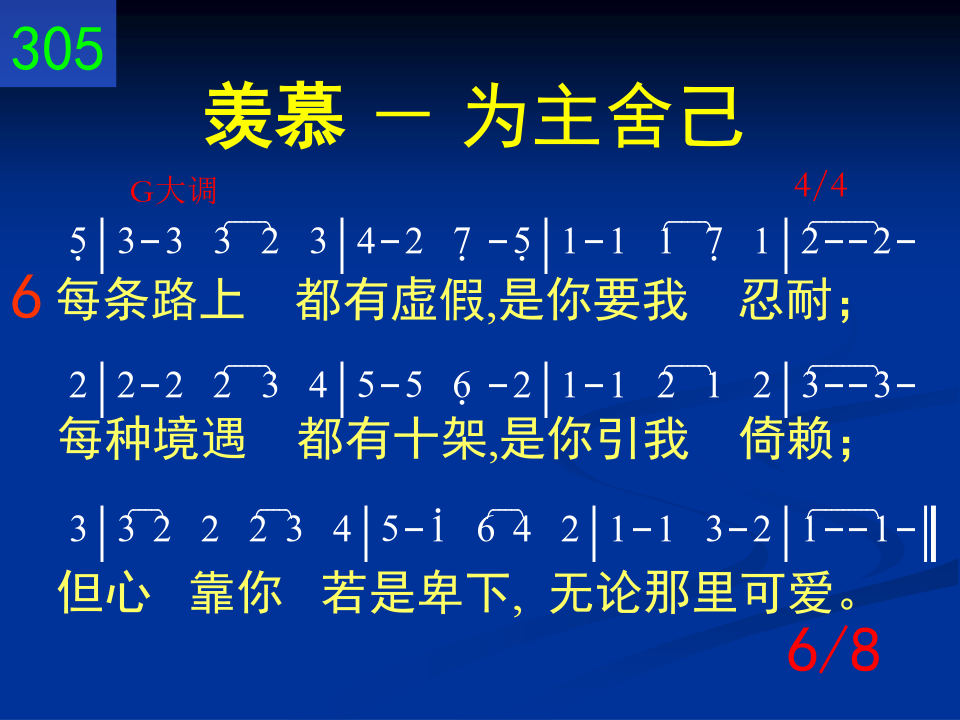 305
羡慕 － 为主舍己
G大调 4/4
5̣|3-3 3 2 3|4-2 7̣ -5̣|1-1 1 7̣ 1|2--2-
6 每条路上 都有虚假,是你要我 忍耐；
2|2-2 2 3 4|5-5 6̣ -2|1-1 2 1 2|3--3-
每种境遇 都有十架,是你引我 倚赖；
3|3 2 2 2 3 4|5-1̇ 6 4 2|1-1 3-2|1--1-‖
但心 靠你 若是卑下, 无论那里可爱。
6/8